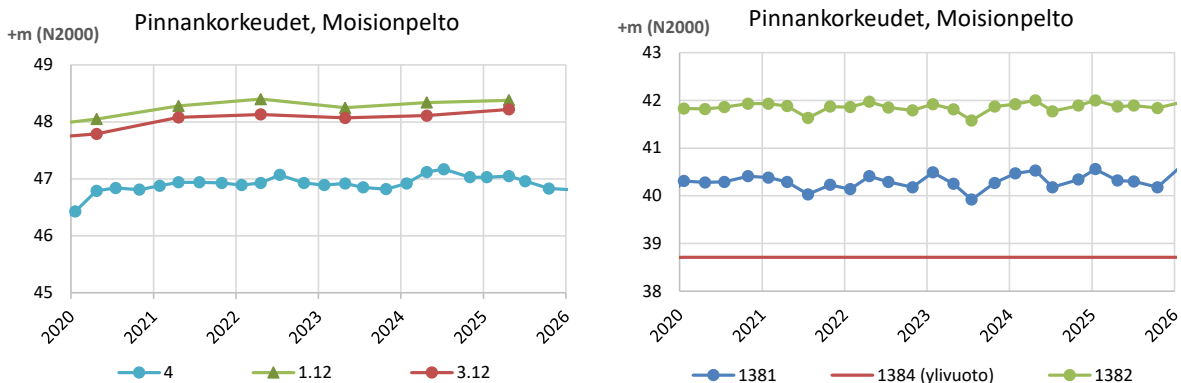 Pinnankorkeudet, Moisionpelto
+m (N2000)
49
48
47
46
45
2020 2021 2022 2023 2024 2025 2026
4 1.12 3.12
Pinnankorkeudet, Moisionpelto
+m (N2000)
43
42
41
40
39
38
2020 2021 2022 2023 2024 2025 2026
1381 1384 (ylivuoto) 1382